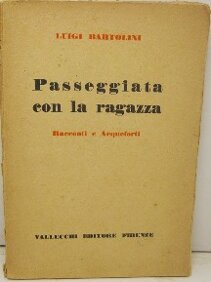 LUIGI BARTOLINI
Passeggiata
con la ragazza
Racconti e Acqueforti
VALLECCHI EDITORE FIRENZE